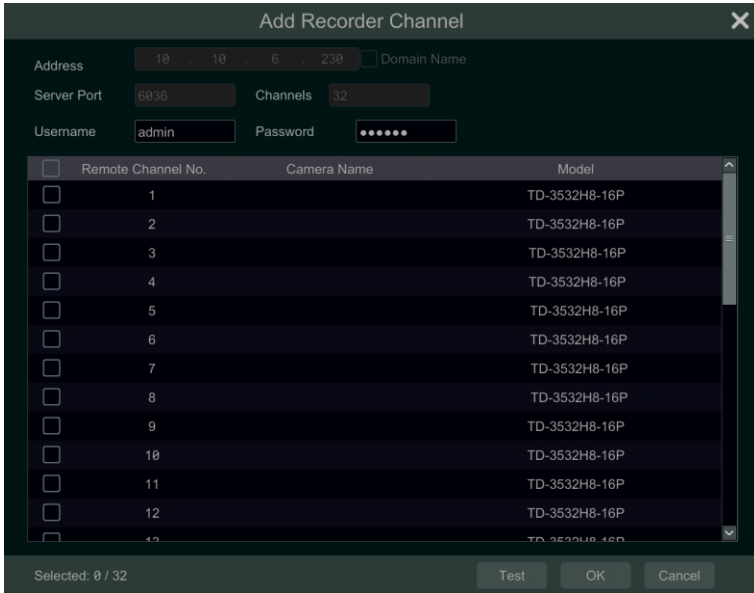 Add Recorder Channel
Address 10 . 10 . 6 . 230 Domain Name
Server Port 6036 Channels 32
Username admin Password ●●●●●●
Remote Channel No. Camera Name Model
1 TD-3532H8-16P
2 TD-3532H8-16P
3 TD-3532H8-16P
4 TD-3532H8-16P
5 TD-3532H8-16P
6 TD-3532H8-16P
7 TD-3532H8-16P
8 TD-3532H8-16P
9 TD-3532H8-16P
10 TD-3532H8-16P
11 TD-3532H8-16P
12 TD-3532H8-16P
13 TD-3532H8-16P
Selected: 0 / 32 Test OK Cancel